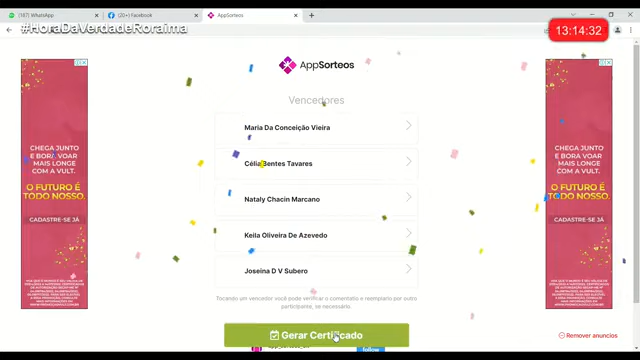 (187) WhatsApp
(20+) Facebook
AppSorteos
#HoraDaVerdadeRoraima
13:14:32
AppSorteos
Vencedores
Maria Da Conceição Vieira
Célia Bentes Tavares
Nataly Chacin Marcano
Keila Oliveira De Azevedo
Joseina D V Subero
Tocando um vencedor você pode verificar o comentario e reemplarlo por outro
participante, se necessário.
Gerar Certificado
Follow
Remover anuncios
CHEGA JUNTO
E BORA VOAR
MAIS LONGE
COM A VULT.
O FUTURO É
TODO NOSSO.
CADASTRE-SE JÁ
CHEGA JUNTO
E BORA VOAR
MAIS LONGE
COM A VULT.
O FUTURO É
TODO NOSSO.
CADASTRE-SE JÁ